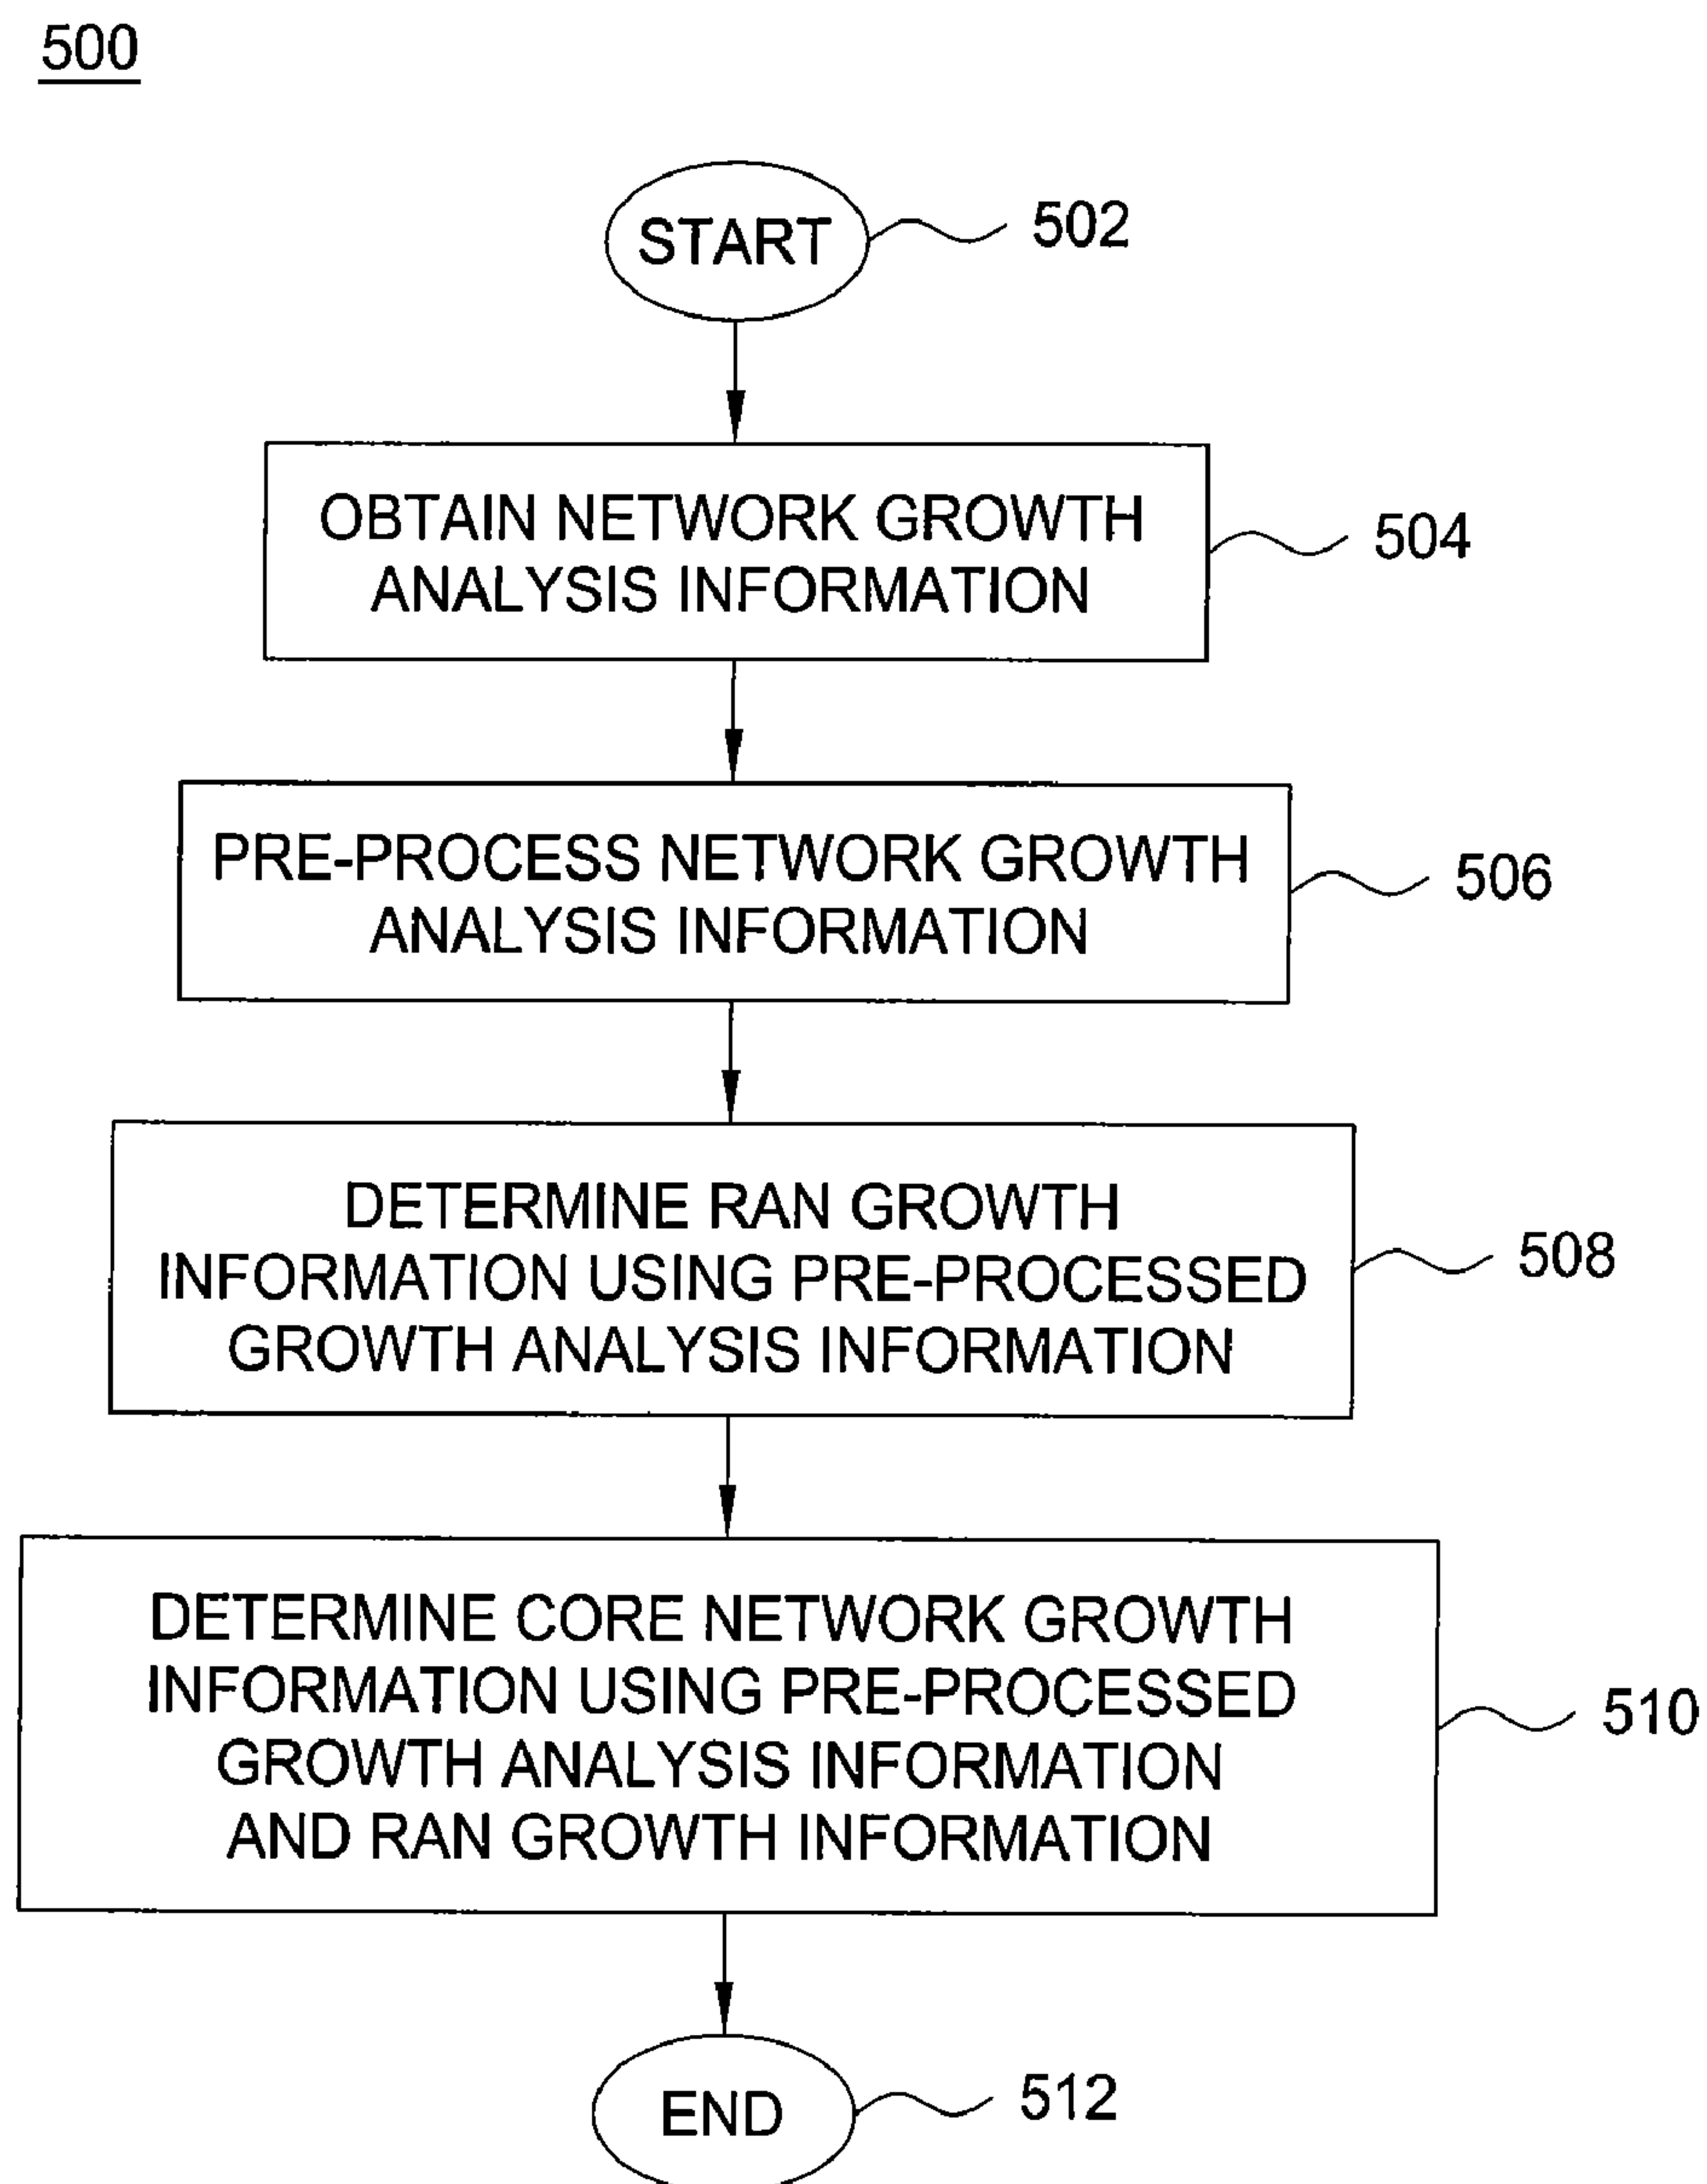 500
START
502
OBTAIN NETWORK GROWTH
ANALYSIS INFORMATION
504
PRE-PROCESS NETWORK GROWTH
ANALYSIS INFORMATION
506
DETERMINE RAN GROWTH
INFORMATION USING PRE-PROCESSED
GROWTH ANALYSIS INFORMATION
508
DETERMINE CORE NETWORK GROWTH
INFORMATION USING PRE-PROCESSED
GROWTH ANALYSIS INFORMATION
AND RAN GROWTH INFORMATION
510
END
512